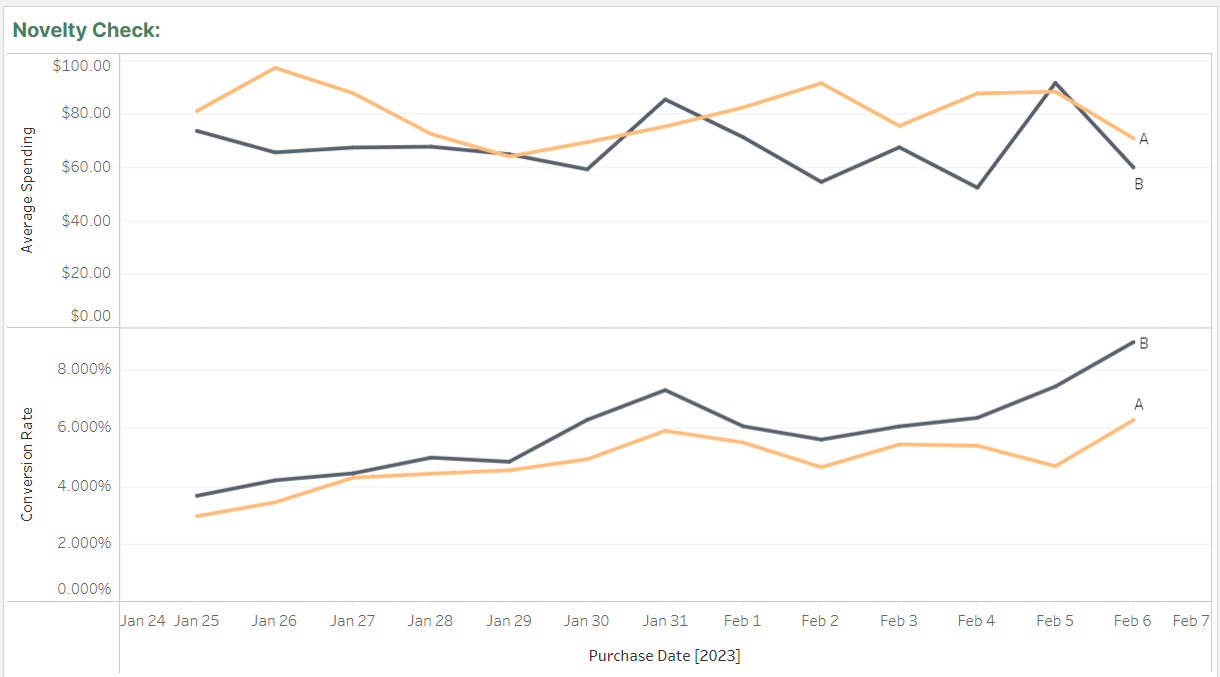 Novelty Check:
Average Spending
$100.00
$80.00
$60.00
$40.00
$20.00
$0.00
A
B
Conversion Rate
8.000%
6.000%
4.000%
2.000%
0.000%
B
A
Jan 24 Jan 25 Jan 26 Jan 27 Jan 28 Jan 29 Jan 30 Jan 31 Feb 1 Feb 2 Feb 3 Feb 4 Feb 5 Feb 6 Feb 7
Purchase Date [2023]